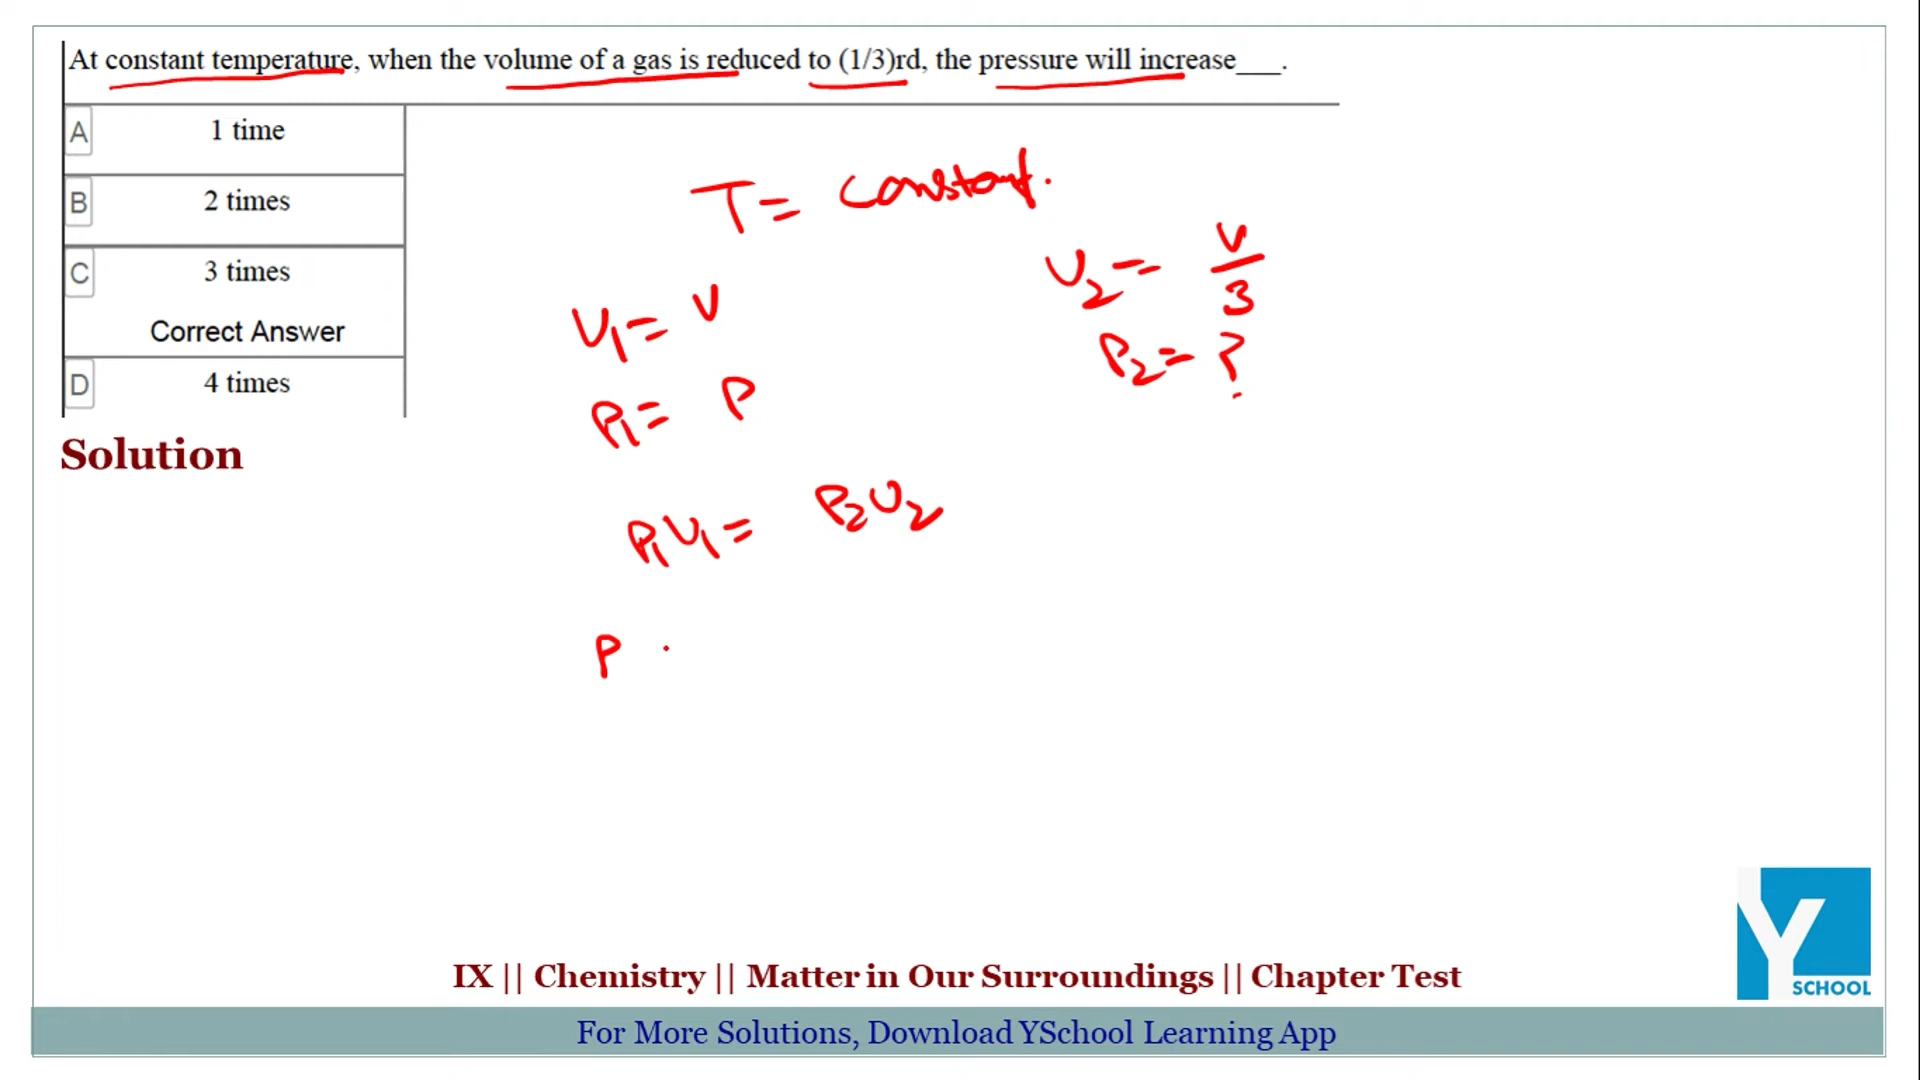 At constant temperature, when the volume of a gas is reduced to (1/3)rd, the pressure will increase___.
A 1 time
B 2 times
C 3 times
Correct Answer
D 4 times
Solution
T = constant.
V1 = V
V2 = V/3
P1 = P
P2 = ?
P1V1 = P2V2
P .
Y SCHOOL
IX || Chemistry || Matter in Our Surroundings || Chapter Test
For More Solutions, Download YSchool Learning App